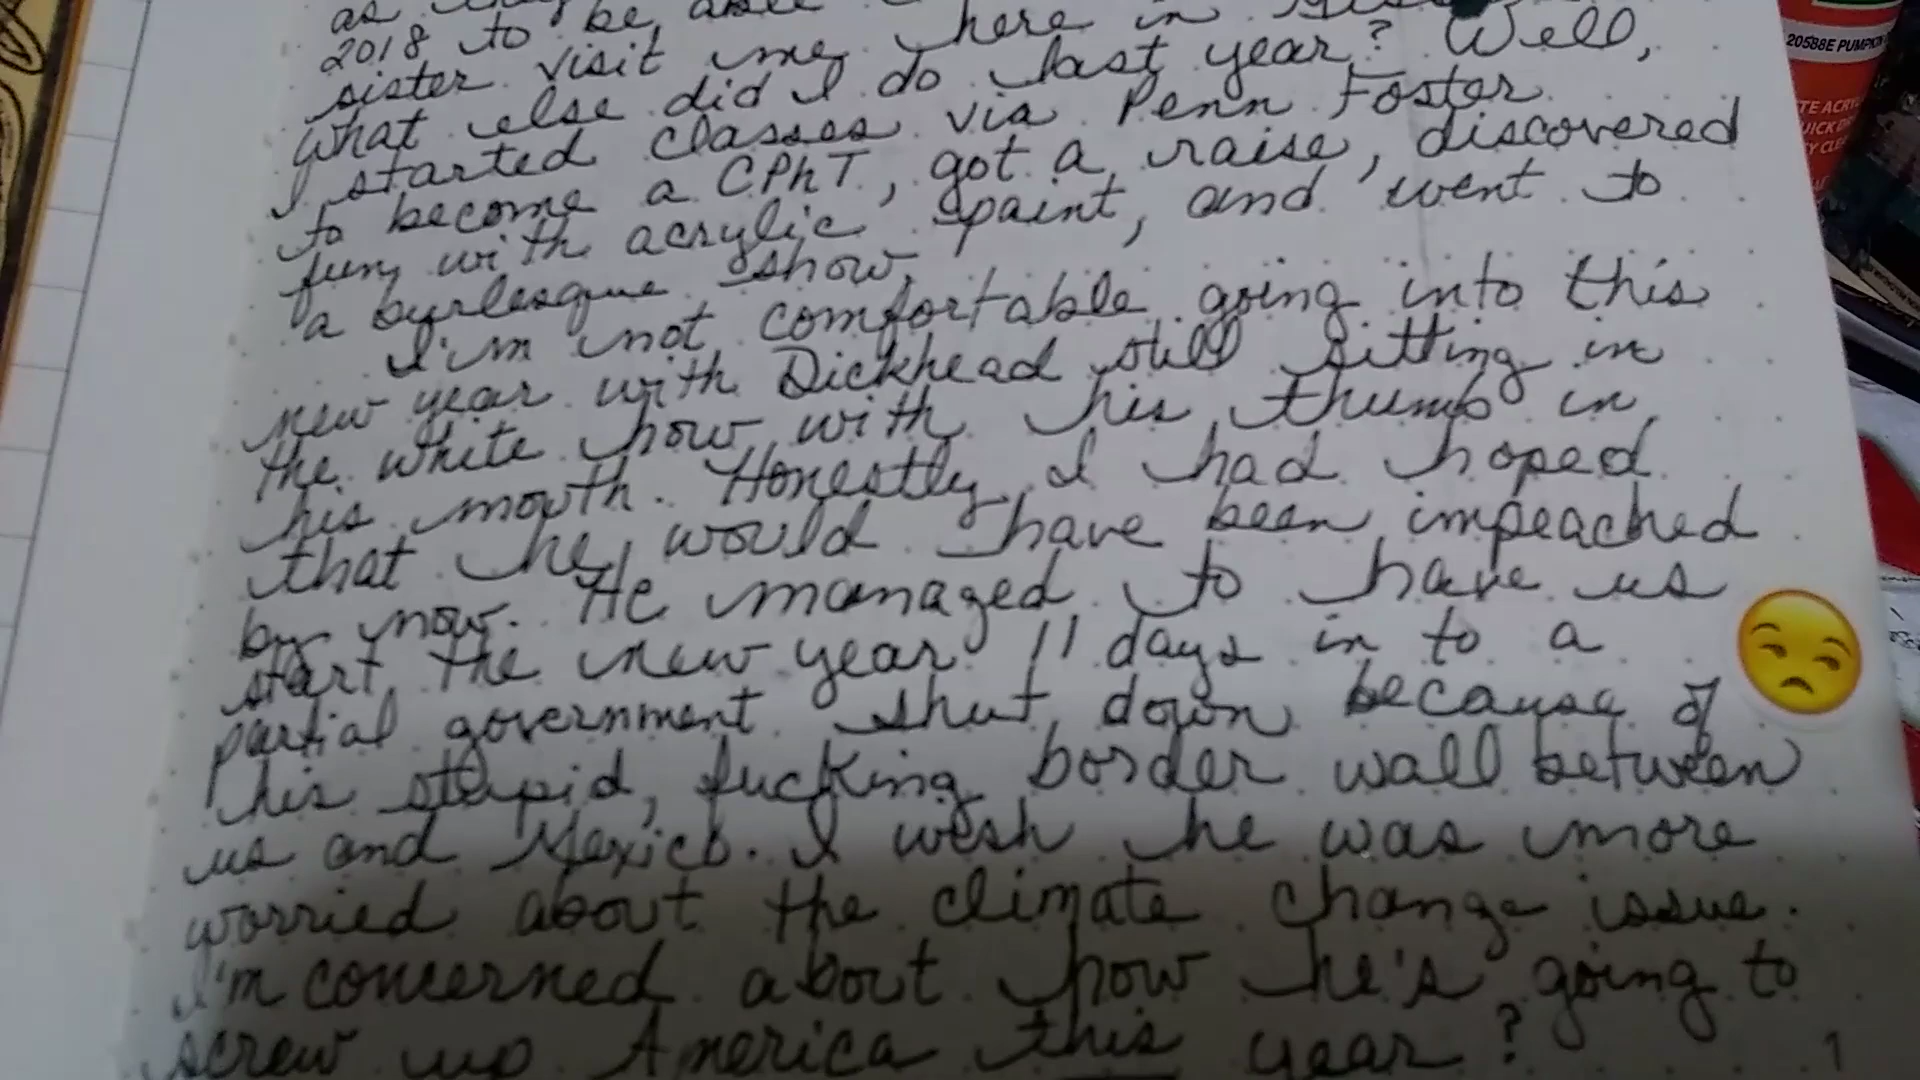 2018 to be
sister visit me here in
what else did I do last year? Well,
I started classes via Penn Foster
to become a CPhT, got a raise, discovered
fun with acrylic paint, and went to
a burlesque show.
I'm not comfortable going into this
new year with Dickhead still sitting in
the white how with his thumb in
his mouth. Honestly I had hoped
that he would have been impeached
by now. He managed to have us
start the new year 11 days in to a
partial government shut down because of
his stupid, fucking border wall between
us and Mexico. I wish he was more
worried about the climate change issue.
I'm concerned about how he's going to
screw up America this year?
1
20588E PUMPKIN